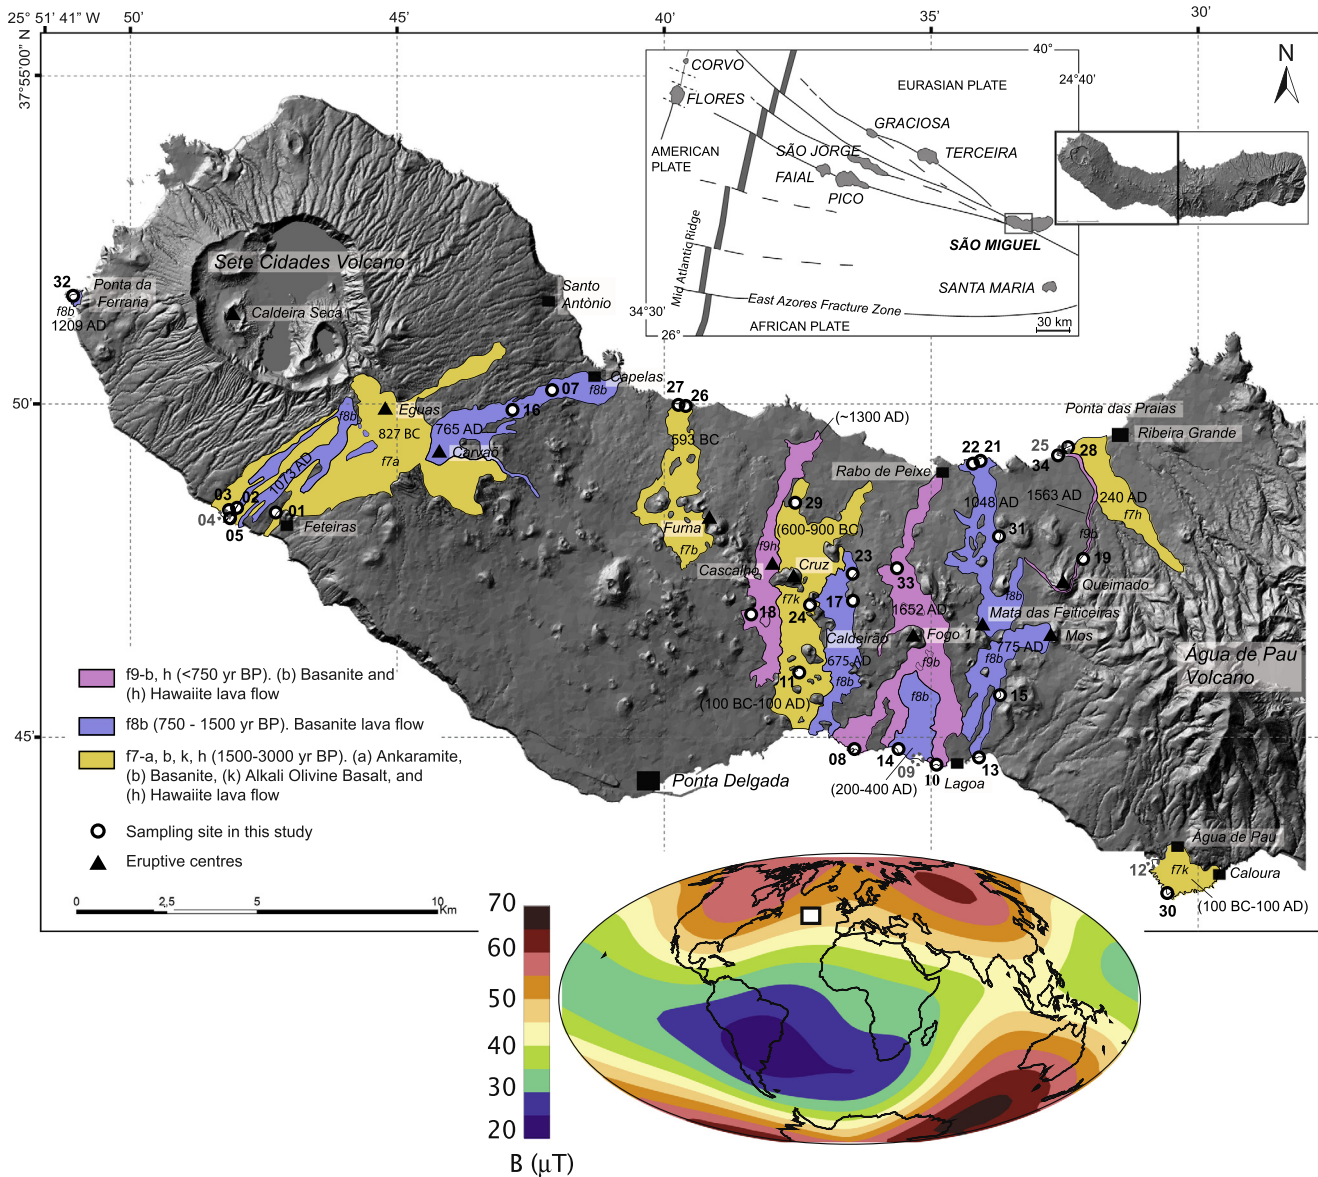 25° 51' 41" W
50'
45'
40'
35'
30'
37°55'00" N
50'
45'
N
40°
24°40'
34°30'
26°
CORVO
FLORES
EURASIAN PLATE
GRACIOSA
AMERICAN
PLATE
SÃO JORGE
TERCEIRA
FAIAL
PICO
Mid Atlantiq Ridge
SÃO MIGUEL
SANTA MARIA
East Azores Fracture Zone
AFRICAN PLATE
30 km
Sete Cidades Volcano
32
Ponta da
Ferraria
f8b
1209 AD
Caldeira Seca
Santo
Antònio
07
Capelas
f8b
16
Eguas
f8b
827 BC
765 AD
Carvaõ
f7a
1073 AD
03
02
04
05
01
Feteiras
27
26
593 BC
Furna
f7b
(~1300 AD)
Rabo de Peixe
29
(600-900 BC)
f9h
Cascalho
Cruz
f7k
18
24
17
23
33
1652 AD
Caldeirão
Fogo 1
675 AD
f9b
f8b
f8b
11
(100 BC-100 AD)
08
14
09
10
Lagoa
13
(200-400 AD)
22
21
1048 AD
31
f8b
Mata das Feiticeiras
775 AD
Mos
f8b
15
25
34
28
Ponta das Praias
Ribeira Grande
1563 AD
240 AD
f7h
f9b
19
Queimado
Água de Pau
Volcano
Ponta Delgada
Água de Pau
12
f7k
Caloura
30
(100 BC-100 AD)
f9-b, h (<750 yr BP). (b) Basanite and
(h) Hawaiite lava flow
f8b (750 - 1500 yr BP). Basanite lava flow
f7-a, b, k, h (1500-3000 yr BP). (a) Ankaramite,
(b) Basanite, (k) Alkali Olivine Basalt, and
(h) Hawaiite lava flow
Sampling site in this study
Eruptive centres
0
2,5
5
10
Km
70
60
50
40
30
20
B (μT)